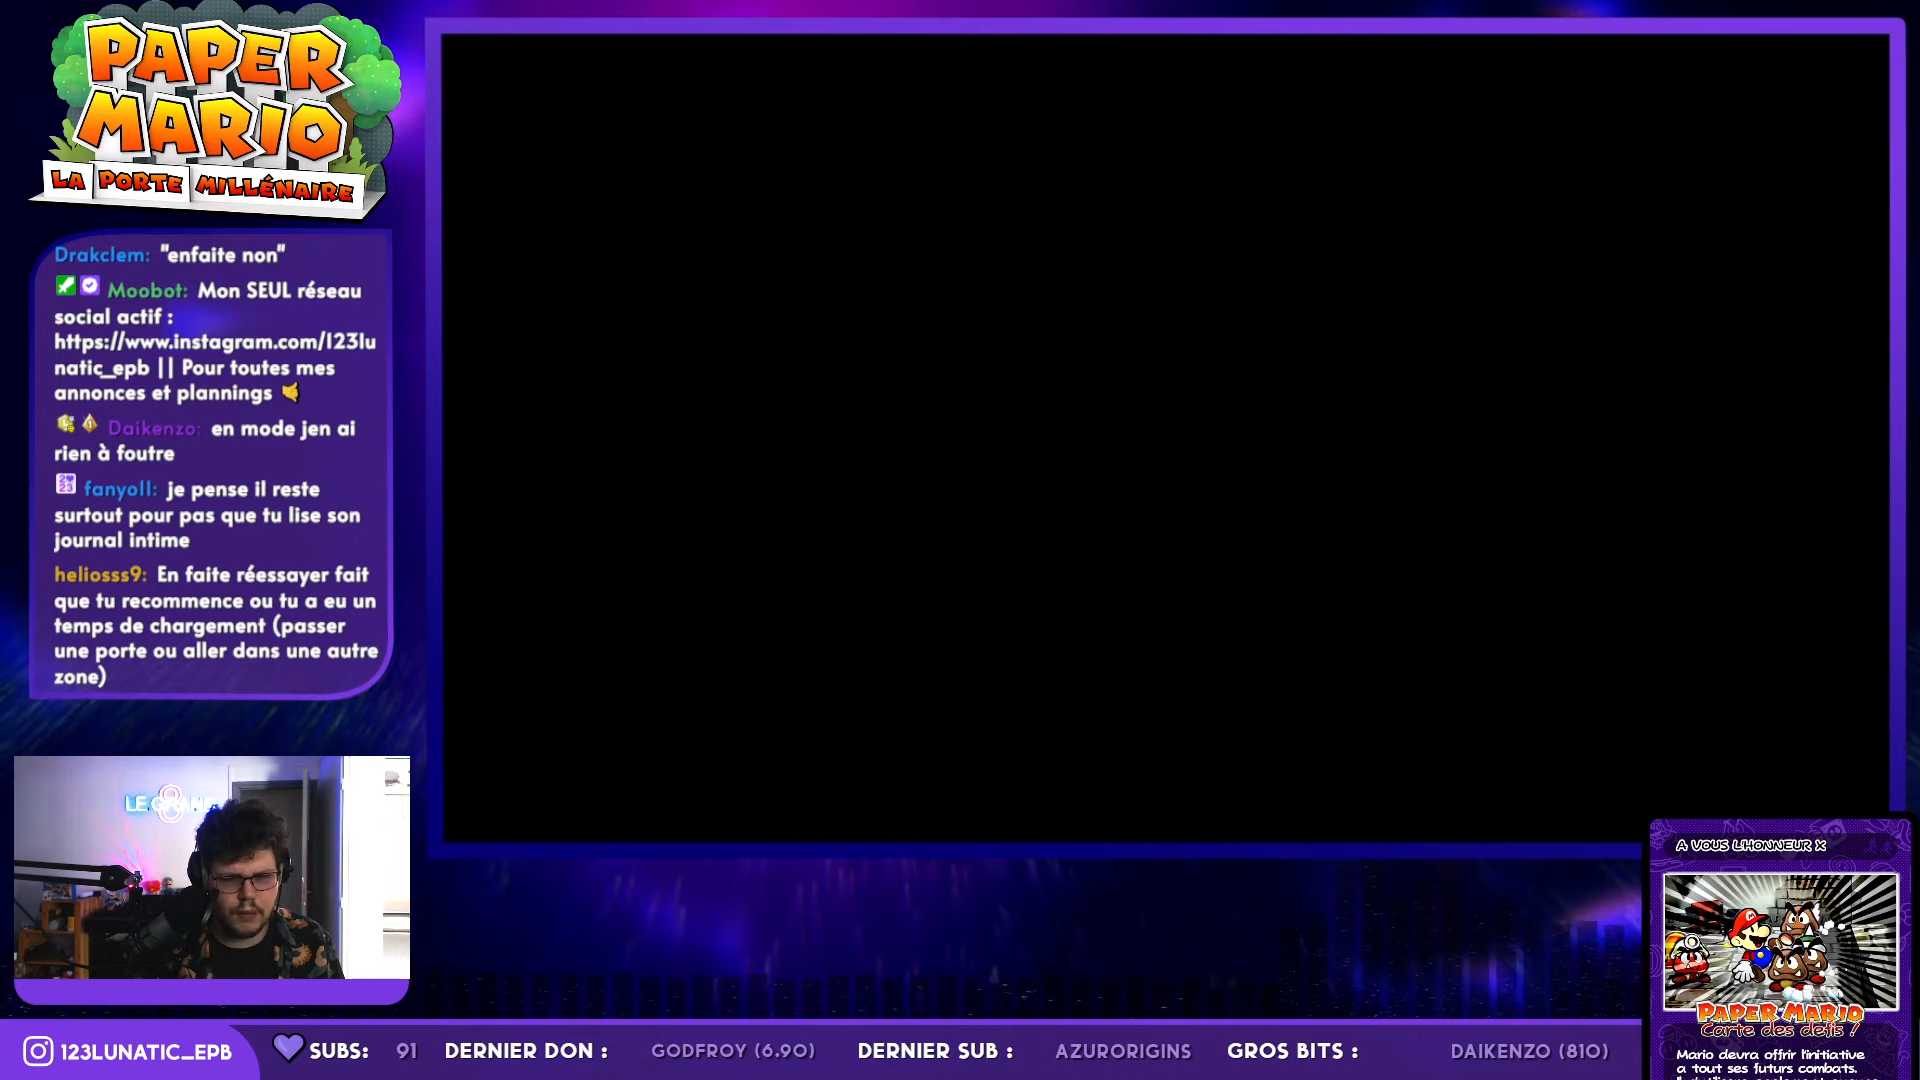 PAPER
MARIO
LA PORTE MILLÉNAIRE
Drakclem: "enfaite non"
Moobot: Mon SEUL réseau
social actif :
https://www.instagram.com/123lu
natic_epb || Pour toutes mes
annonces et plannings
Daikenzo: en mode jen ai
rien à foutre
fanyoll: je pense il reste
surtout pour pas que tu lise son
journal intime
heliosss9: En faite réessayer fait
que tu recommence ou tu a eu un
temps de chargement (passer
une porte ou aller dans une autre
zone)
LE
A VOUS L'HONNEUR X
PAPER MARIO
Carte des défis !
Mario devra offrir l'initiative
a tout ses futurs combats.
123LUNATIC_EPB
SUBS: 91
DERNIER DON : GODFROY (6.90)
DERNIER SUB : AZURORIGINS
GROS BITS : DAIKENZO (810)